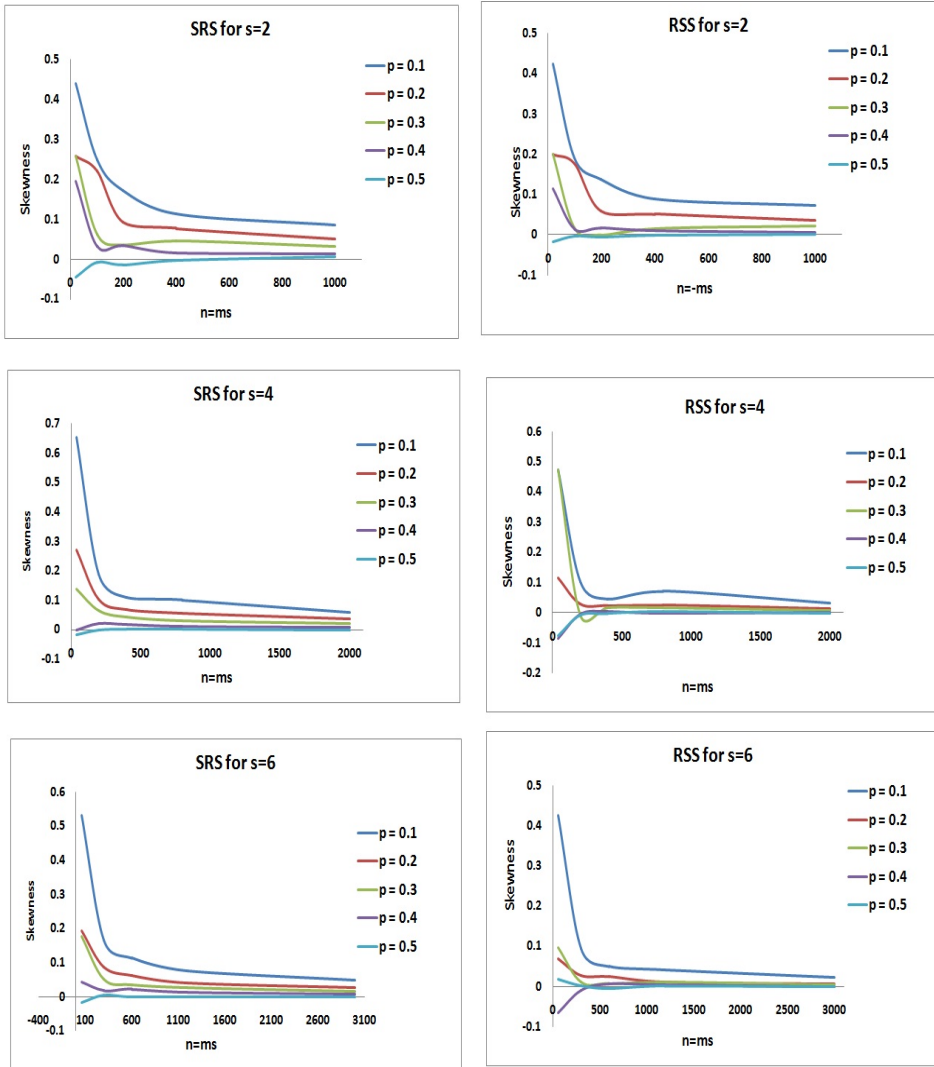 SRS for s=2
0.5
0.4
0.3
0.2
0.1
0
-0.1
Skewness
0 200 400 600 800 1000
n=ms
p = 0.1
p = 0.2
p = 0.3
p = 0.4
p = 0.5
RSS for s=2
0.5
0.4
0.3
0.2
0.1
0
-0.1
Skewness
0 200 400 600 800 1000
n=-ms
p = 0.1
p = 0.2
p = 0.3
p = 0.4
p = 0.5
SRS for s=4
0.7
0.6
0.5
0.4
0.3
0.2
0.1
0
-0.1
Skewness
0 500 1000 1500 2000
n=ms
p = 0.1
p = 0.2
p = 0.3
p = 0.4
p = 0.5
RSS for s=4
0.6
0.5
0.4
0.3
0.2
0.1
0
-0.1
-0.2
Skewness
0 500 1000 1500 2000
n=ms
p = 0.1
p = 0.2
p = 0.3
p = 0.4
p = 0.5
SRS for s=6
0.6
0.5
0.4
0.3
0.2
0.1
0
-0.1
Skewness
-400 100 600 1100 1600 2100 2600 3100
n=ms
p = 0.1
p = 0.2
p = 0.3
p = 0.4
p = 0.5
RSS for s=6
0.5
0.4
0.3
0.2
0.1
0
-0.1
Skewness
0 500 1000 1500 2000 2500 3000
n=ms
p = 0.1
p = 0.2
p = 0.3
p = 0.4
p = 0.5